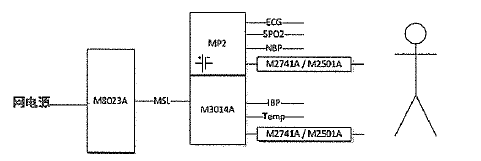 ECG
SPO2
MP2
NBP
M2741A / M2501A
网电源
M8023A
MSL
M3014A
IBP
Temp
M2741A / M2501A